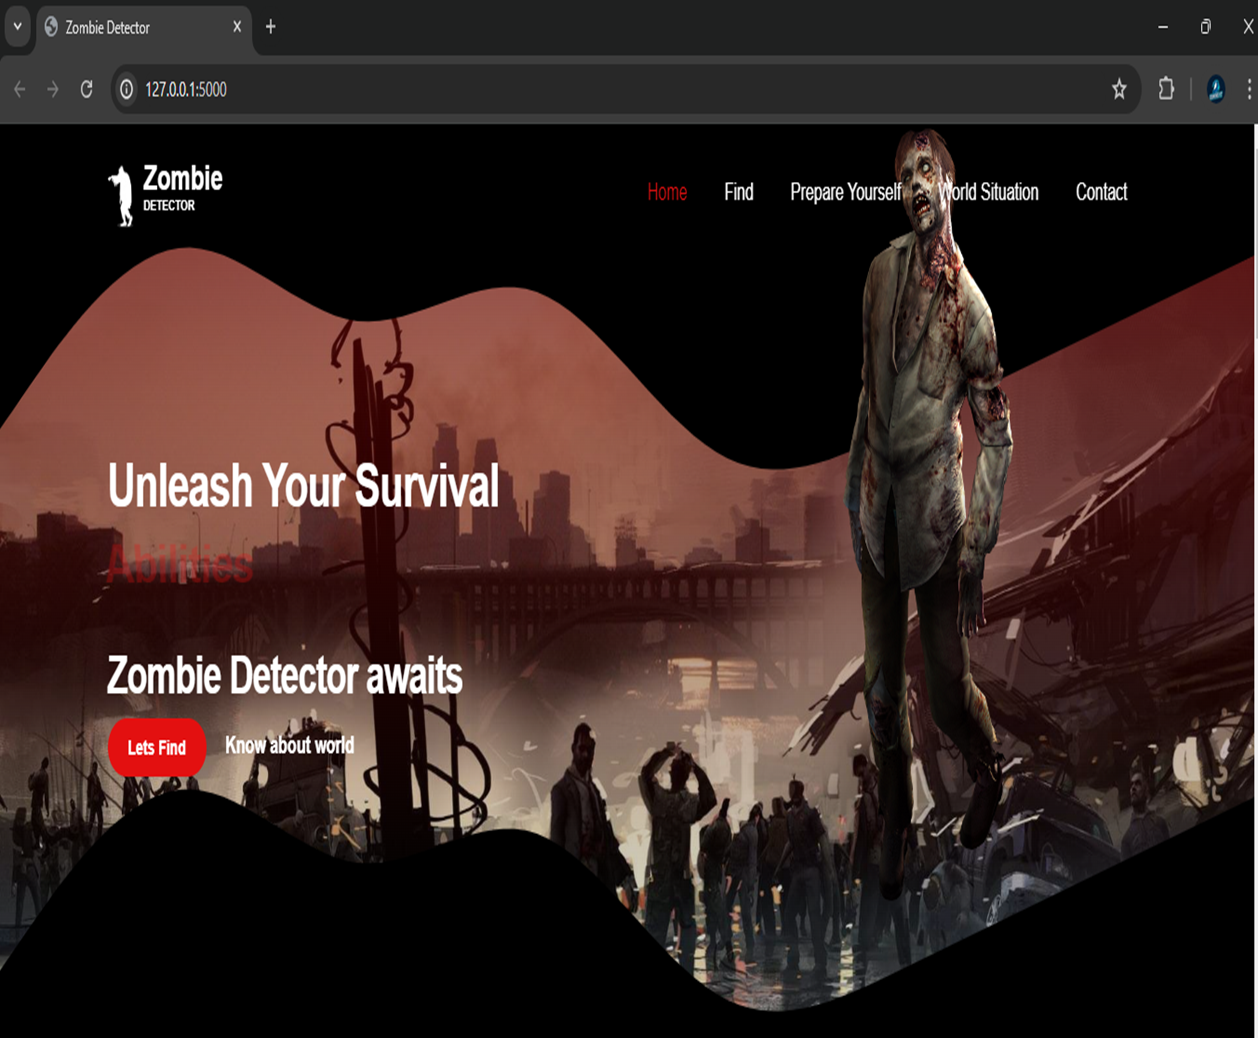 Zombie Detector
127.0.0.1:5000
Zombie
DETECTOR
Home Find Prepare Yourself World Situation Contact
Unleash Your Survival
Abilities
Zombie Detector awaits
Lets Find Know about world